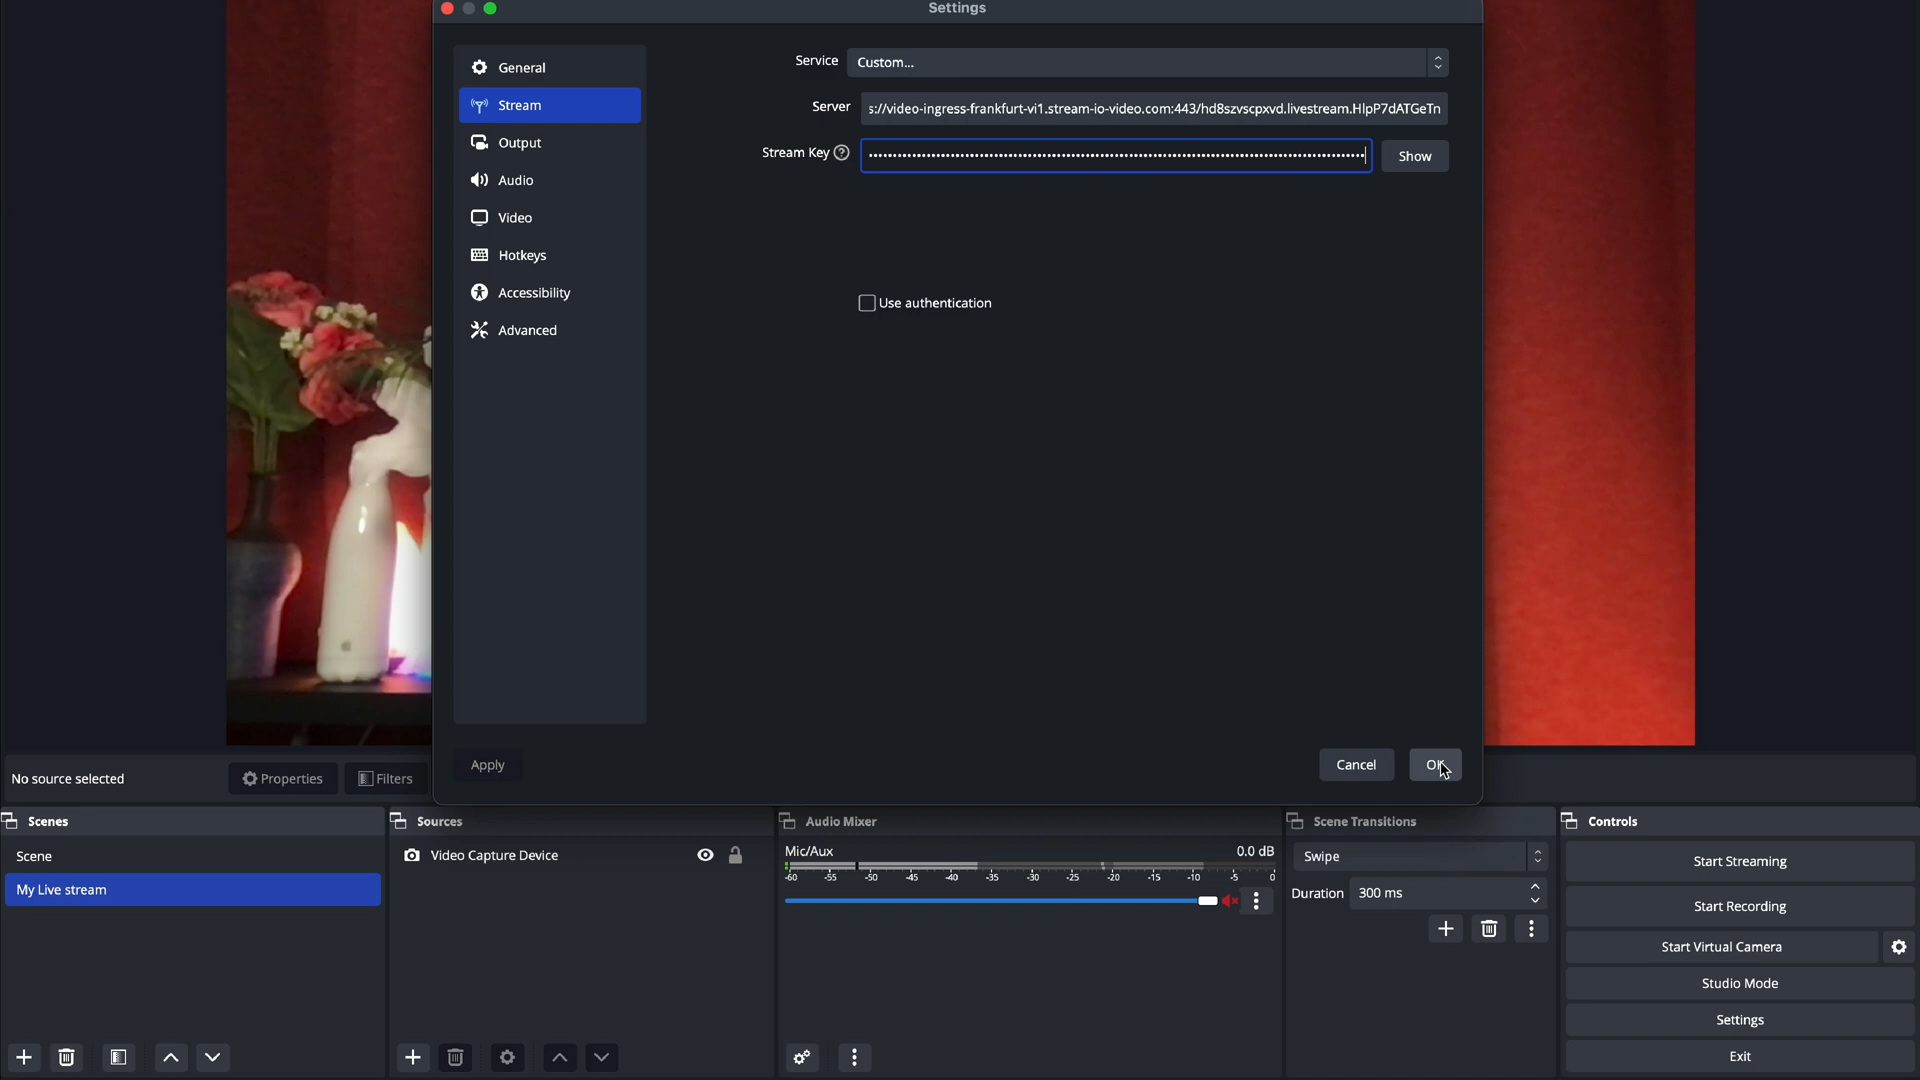 Settings
General
Stream
Output
Audio
Video
Hotkeys
Accessibility
Advanced
Service Custom...
Server s://video-ingress-frankfurt-vi1.stream-io-video.com:443/hd8szvscpxvd.livestream.HlpP7dATGeTn
Stream Key ? Show
Use authentication
Apply Cancel OK
No source selected Properties Filters
Scenes
Scene
My Live stream
Sources
Video Capture Device
Audio Mixer
Mic/Aux 0.0 dB
-60 -55 -50 -45 -40 -35 -30 -25 -20 -15 -10 -5 0
Scene Transitions
Swipe
Duration 300 ms
Controls
Start Streaming
Start Recording
Start Virtual Camera
Studio Mode
Settings
Exit